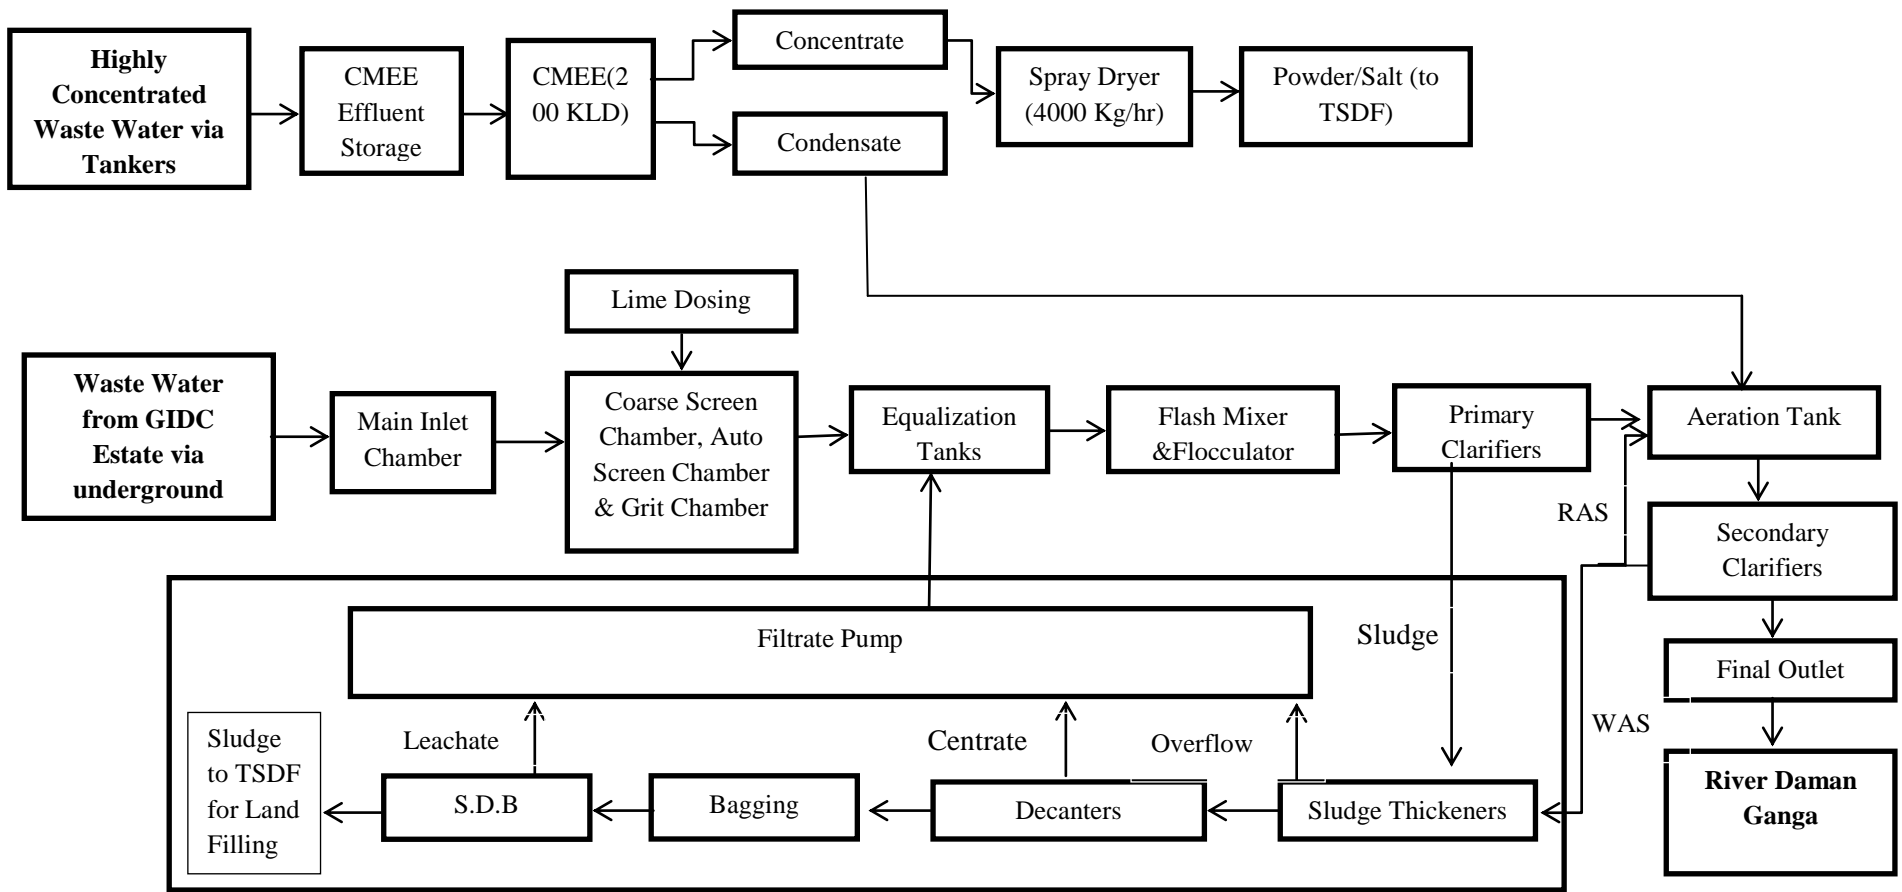 Highly
Concentrated
Waste Water via
Tankers
CMEE
Effluent
Storage
CMEE(2
00 KLD)
Concentrate
Condensate
Spray Dryer
(4000 Kg/hr)
Powder/Salt (to
TSDF)
Lime Dosing
Waste Water
from GIDC
Estate via
underground
Main Inlet
Chamber
Coarse Screen
Chamber, Auto
Screen Chamber
& Grit Chamber
Equalization
Tanks
Flash Mixer
&Flocculator
Primary
Clarifiers
Aeration Tank
RAS
Secondary
Clarifiers
Filtrate Pump
Sludge
Final Outlet
WAS
Sludge
to TSDF
for Land
Filling
Leachate
Centrate
Overflow
S.D.B
Bagging
Decanters
Sludge Thickeners
River Daman
Ganga